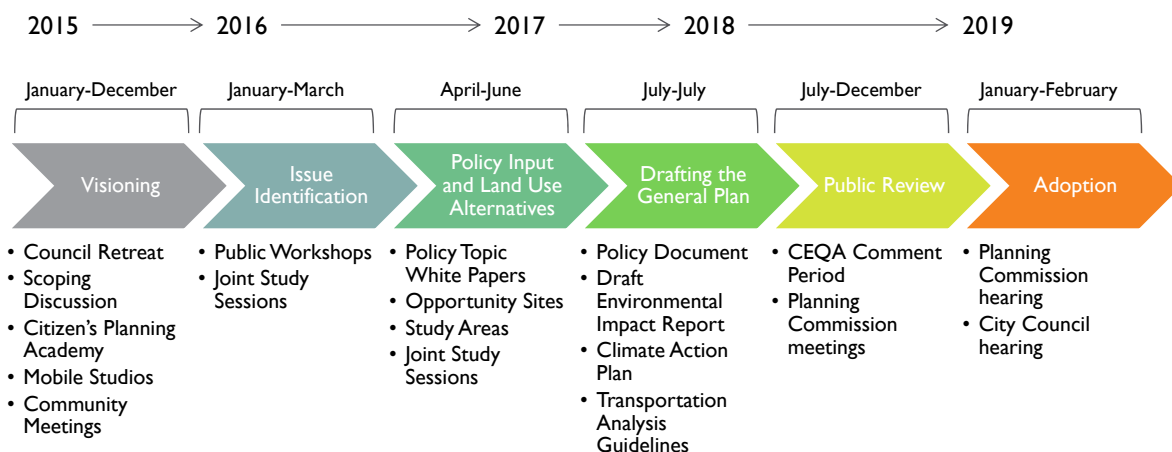 2015 2016 2017 2018 2019
January-December January-March April-June July-July July-December January-February
Visioning
Issue
Identification
Policy Input
and Land Use
Alternatives
Drafting the
General Plan
Public Review
Adoption
• Council Retreat
• Scoping
Discussion
• Citizen’s Planning
Academy
• Mobile Studios
• Community
Meetings
• Public Workshops
• Joint Study
Sessions
• Policy Topic
White Papers
• Opportunity Sites
• Study Areas
• Joint Study
Sessions
• Policy Document
• Draft
Environmental
Impact Report
• Climate Action
Plan
• Transportation
Analysis
Guidelines
• CEQA Comment
Period
• Planning
Commission
meetings
• Planning
Commission
hearing
• City Council
hearing